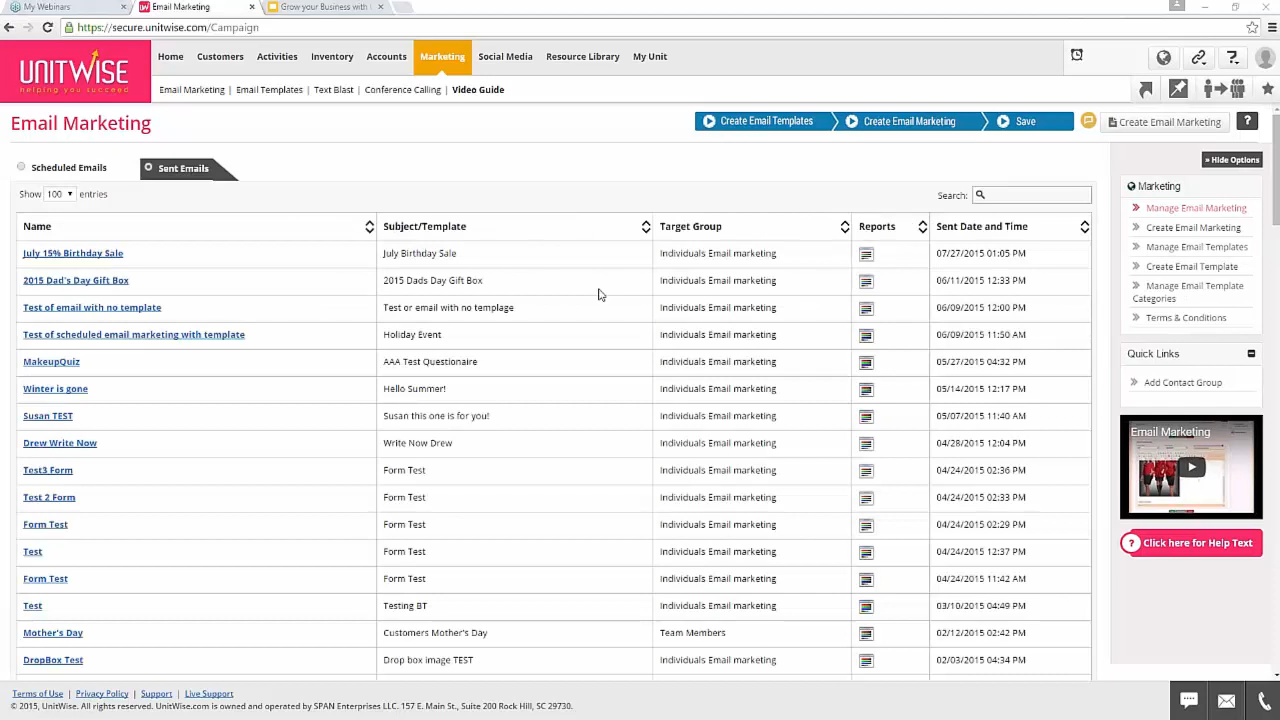 My Webinars
Email Marketing
Grow your Business with
https://secure.unitwise.com/Campaign
UNITWISE
helping you succeed
Home Customers Activities Inventory Accounts Marketing Social Media Resource Library My Unit
Email Marketing | Email Templates | Text Blast | Conference Calling | Video Guide
Email Marketing
Create Email Templates Create Email Marketing Save
Create Email Marketing ?
» Hide Options
Scheduled Emails Sent Emails
Show 100 entries
Search:
Name Subject/Template Target Group Reports Sent Date and Time
July 15% Birthday Sale July Birthday Sale Individuals Email marketing 07/27/2015 01:05 PM
2015 Dad's Day Gift Box 2015 Dads Day Gift Box Individuals Email marketing 06/11/2015 12:33 PM
Test of email with no template Test or email with no templage Individuals Email marketing 06/09/2015 12:00 PM
Test of scheduled email marketing with template Holiday Event Individuals Email marketing 06/09/2015 11:50 AM
MakeupQuiz AAA Test Questionaire Individuals Email marketing 05/27/2015 04:32 PM
Winter is gone Hello Summer! Individuals Email marketing 05/14/2015 12:17 PM
Susan TEST Susan this one is for you! Individuals Email marketing 05/07/2015 11:40 AM
Drew Write Now Write Now Drew Individuals Email marketing 04/28/2015 12:04 PM
Test3 Form Form Test Individuals Email marketing 04/24/2015 02:36 PM
Test 2 Form Form Test Individuals Email marketing 04/24/2015 02:33 PM
Form Test Form Test Individuals Email marketing 04/24/2015 02:29 PM
Test Form Test Individuals Email marketing 04/24/2015 12:37 PM
Form Test Form Test Individuals Email marketing 04/24/2015 11:42 AM
Test Testing BT Individuals Email marketing 03/10/2015 04:49 PM
Mother's Day Customers Mother's Day Team Members 02/12/2015 02:42 PM
DropBox Test Drop box image TEST Individuals Email marketing 02/03/2015 04:34 PM
Marketing
» Manage Email Marketing
» Create Email Marketing
» Manage Email Templates
» Create Email Template
» Manage Email Template
Categories
» Terms & Conditions
Quick Links
» Add Contact Group
Email Marketing
? Click here for Help Text
Terms of Use | Privacy Policy | Support | Live Support
© 2015, UnitWise.com. All rights reserved. UnitWise.com is owned and operated by SPAN Enterprises LLC. 157 E. Main St., Suite 200 Rock Hill, SC 29730.